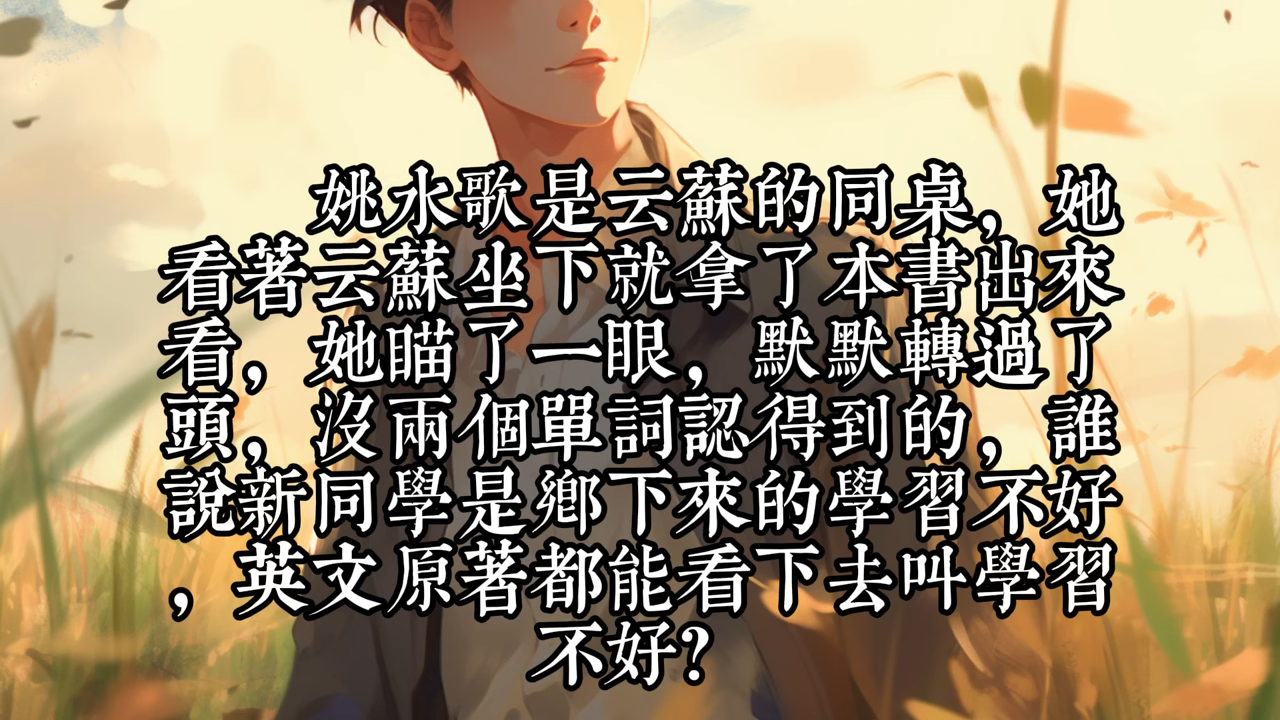 姚水歌是云蘇的同桌，她
看著云蘇坐下就拿了本書出來
看，她瞄了一眼，默默轉過了
頭，沒兩個單詞認得到的，誰
說新同學是鄉下來的學習不好
，英文原著都能看下去叫學習
不好？